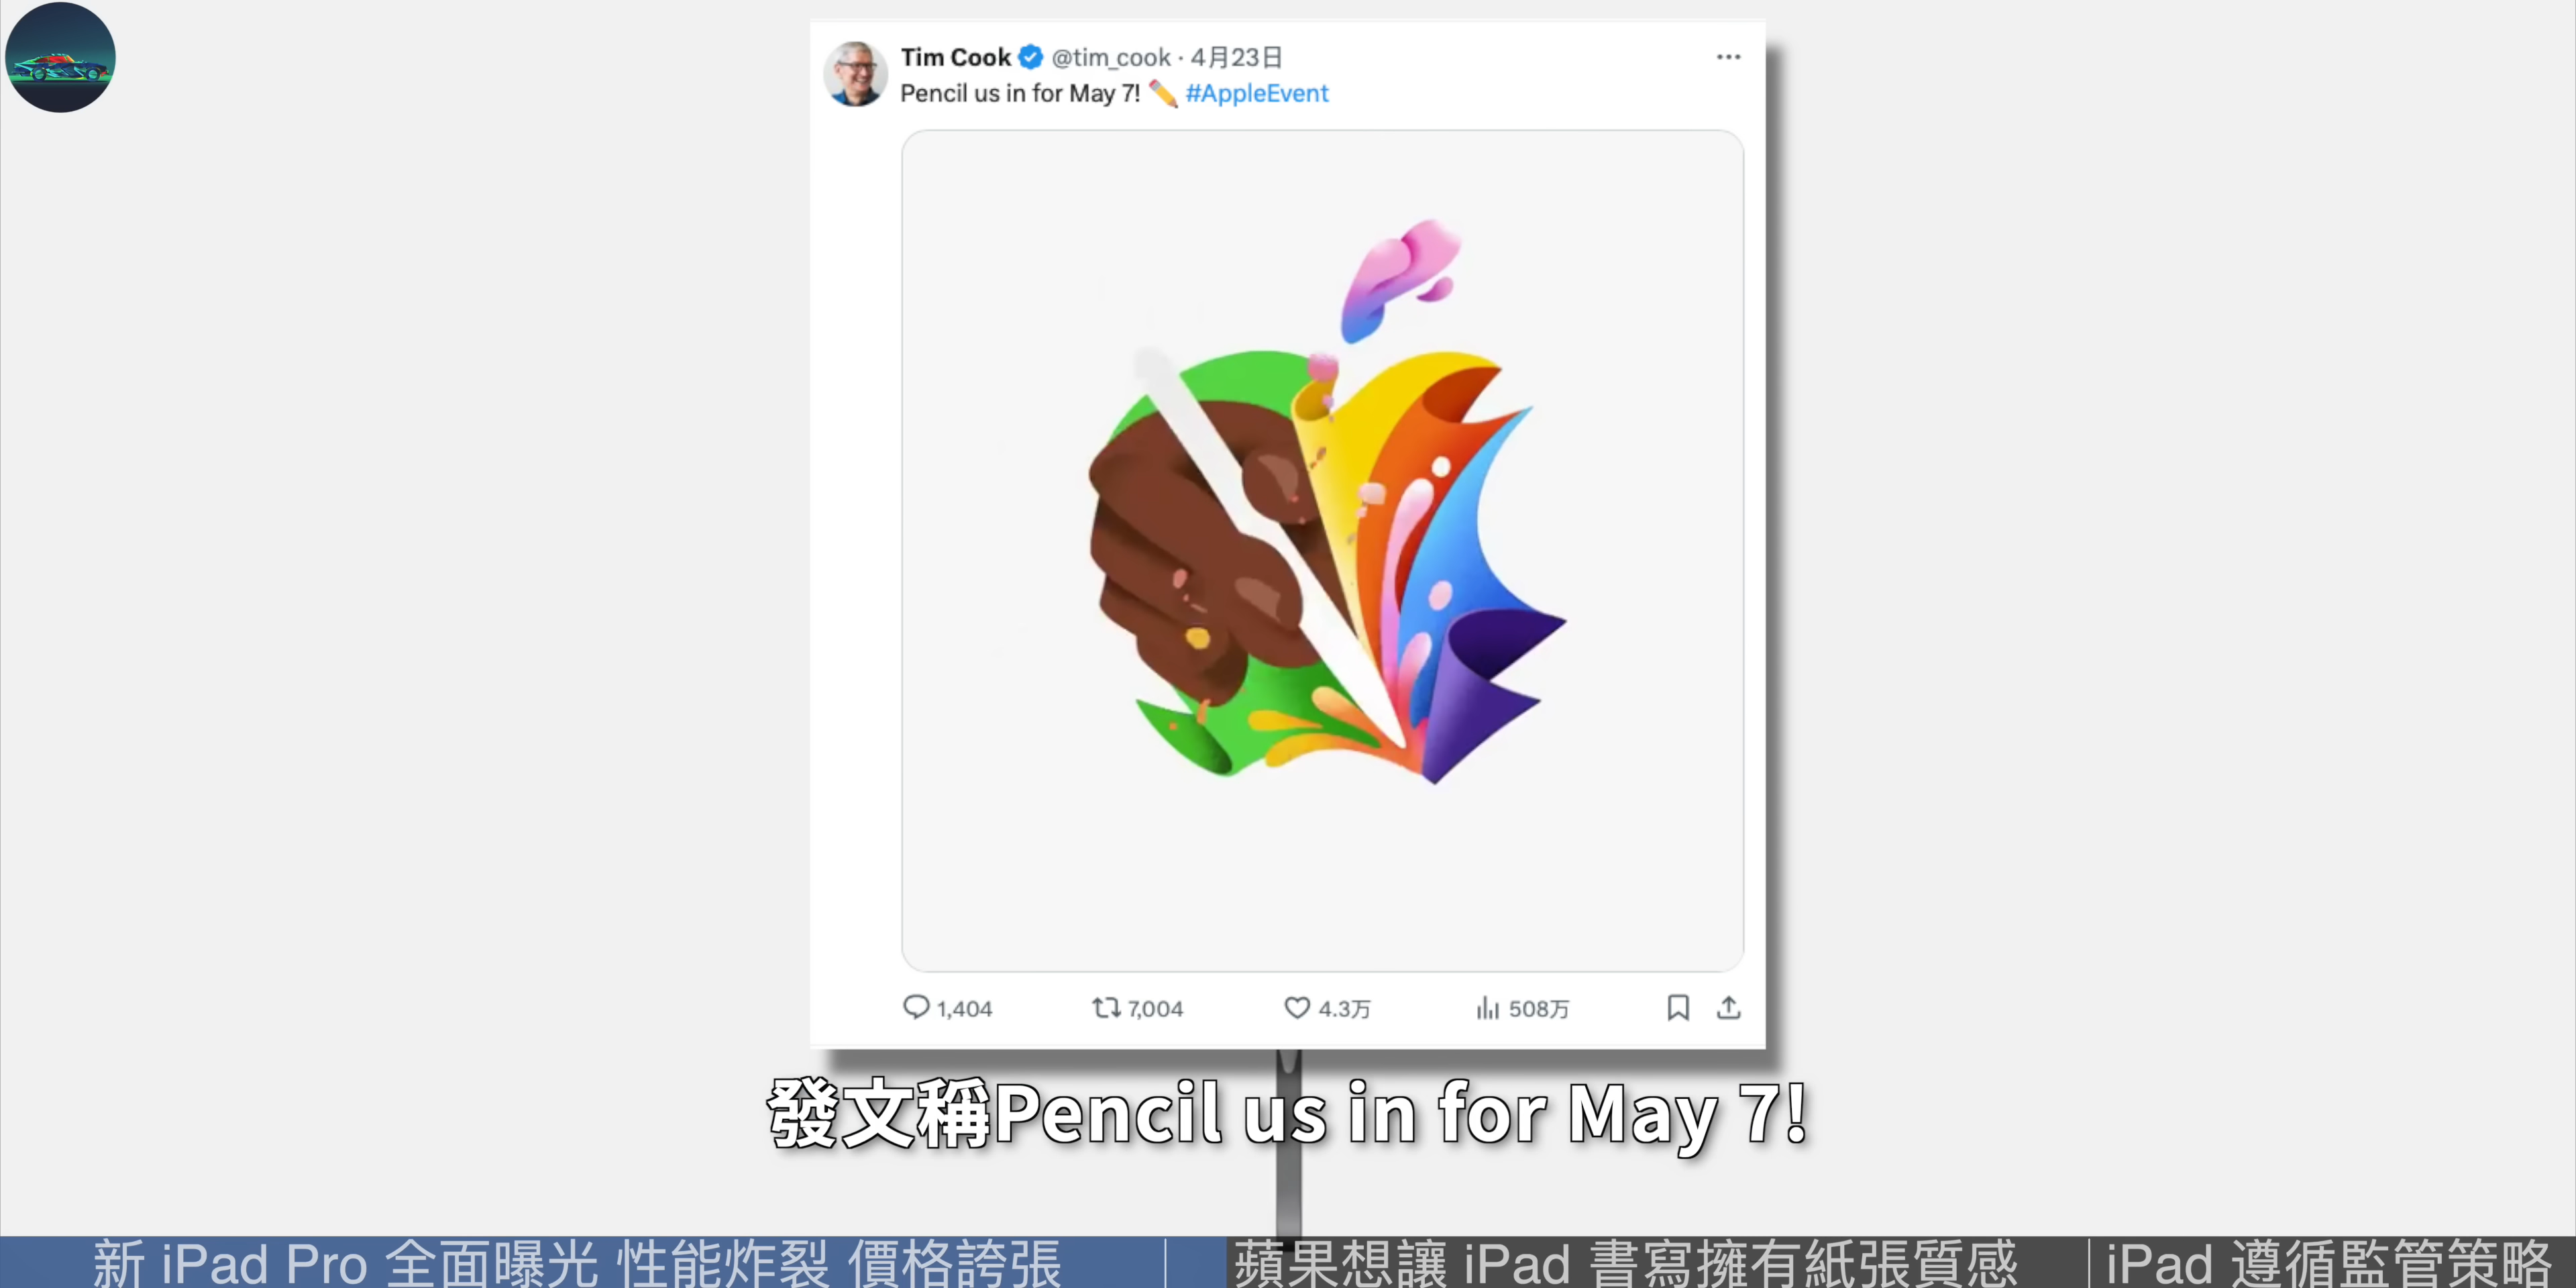 Tim Cook @tim_cook · 4月23日
Pencil us in for May 7! ✏️ #AppleEvent
1,404 7,004 4.3万 508万
發文稱Pencil us in for May 7!
新 iPad Pro 全面曝光 性能炸裂 價格誇張 | 蘋果想讓 iPad 書寫擁有紙張質感 | iPad 遵循監管策略